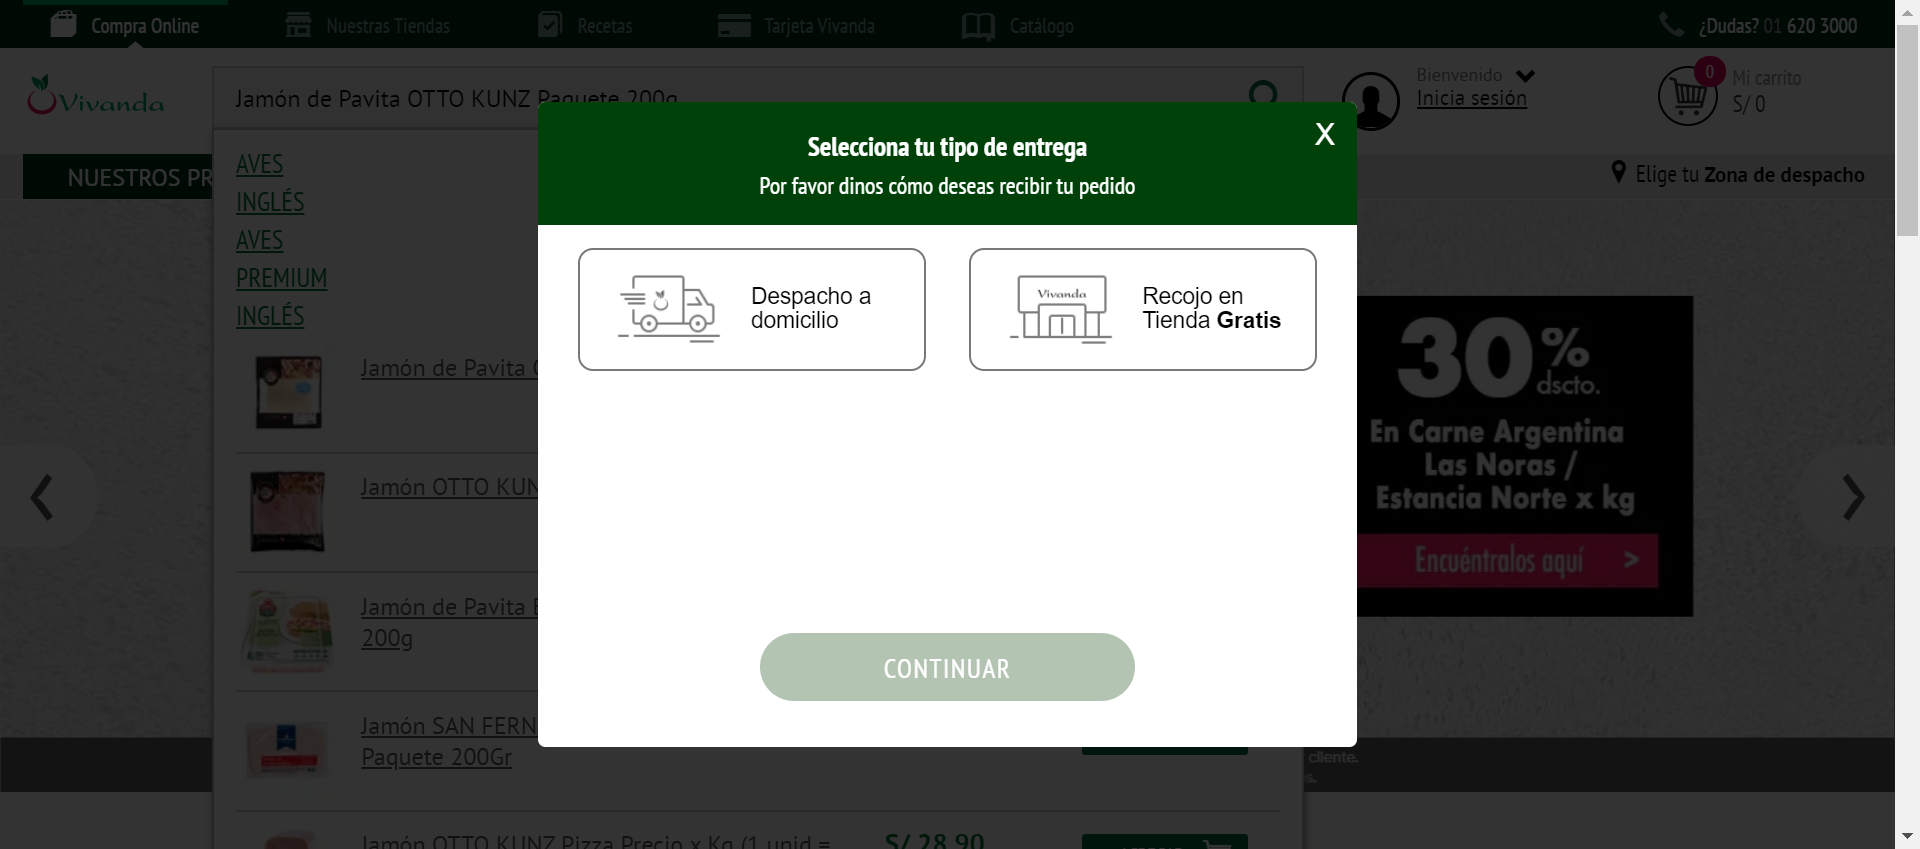 Compra Online
Nuestras Tiendas
Recetas
Tarjeta Vivanda
Catálogo
¿Dudas? 01 620 3000
Vivanda
Jamón de Pavita OTTO KUNZ Paquete 200g
Bienvenido
Inicia sesión
0
Mi carrito
S/ 0
NUESTROS PR
Elige tu Zona de despacho
AVES
INGLÉS
AVES
PREMIUM
INGLÉS
Jamón de Pavita
Jamón OTTO KUN
Jamón de Pavita
200g
Jamón SAN FERN
Paquete 200Gr
Jamón OTTO KUNZ Pizza Precio x Kg (1 unid =
S/ 28.90
Selecciona tu tipo de entrega
X
Por favor dinos cómo deseas recibir tu pedido
Despacho a
domicilio
Vivanda
Recojo en
Tienda Gratis
CONTINUAR
30%
dscto.
En Carne Argentina
Las Noras /
Estancia Norte x kg
Encuéntralos aquí >
cliente.